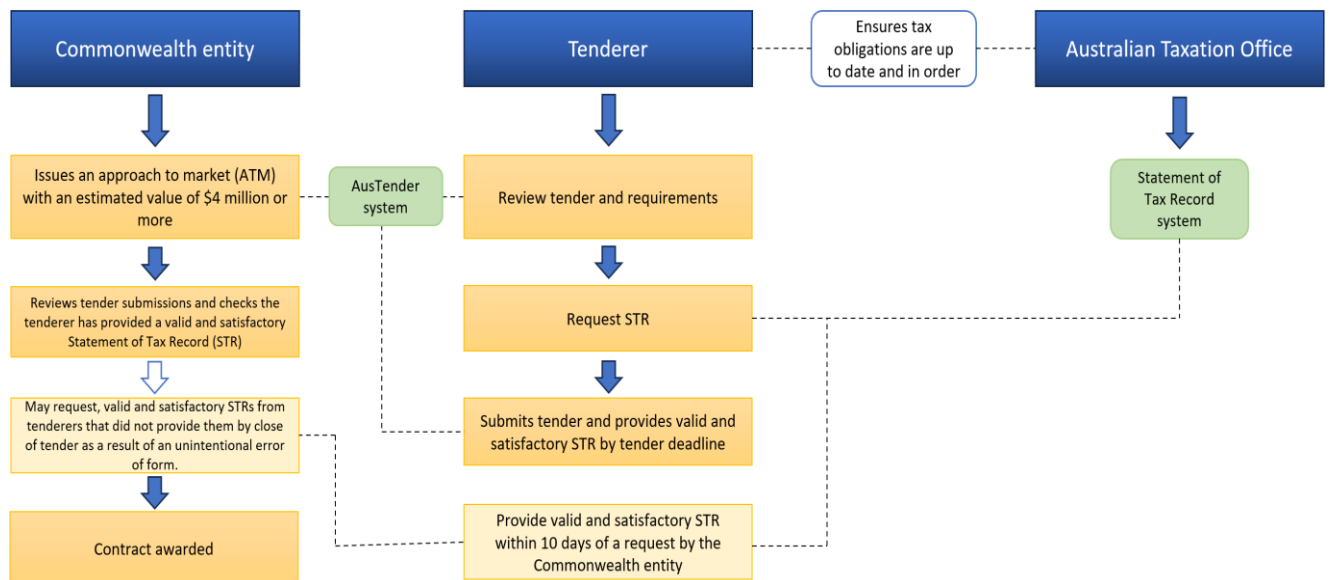 Commonwealth entity
Tenderer
Ensures tax
obligations are up
to date and in order
Australian Taxation Office
Issues an approach to market (ATM)
with an estimated value of $4 million or
more
AusTender
system
Review tender and requirements
Statement of
Tax Record
system
Reviews tender submissions and checks the
tenderer has provided a valid and satisfactory
Statement of Tax Record (STR)
Request STR
May request, valid and satisfactory STRs from
tenderers that did not provide them by close
of tender as a result of an unintentional error
of form.
Submits tender and provides valid and
satisfactory STR by tender deadline
Contract awarded
Provide valid and satisfactory STR
within 10 days of a request by the
Commonwealth entity